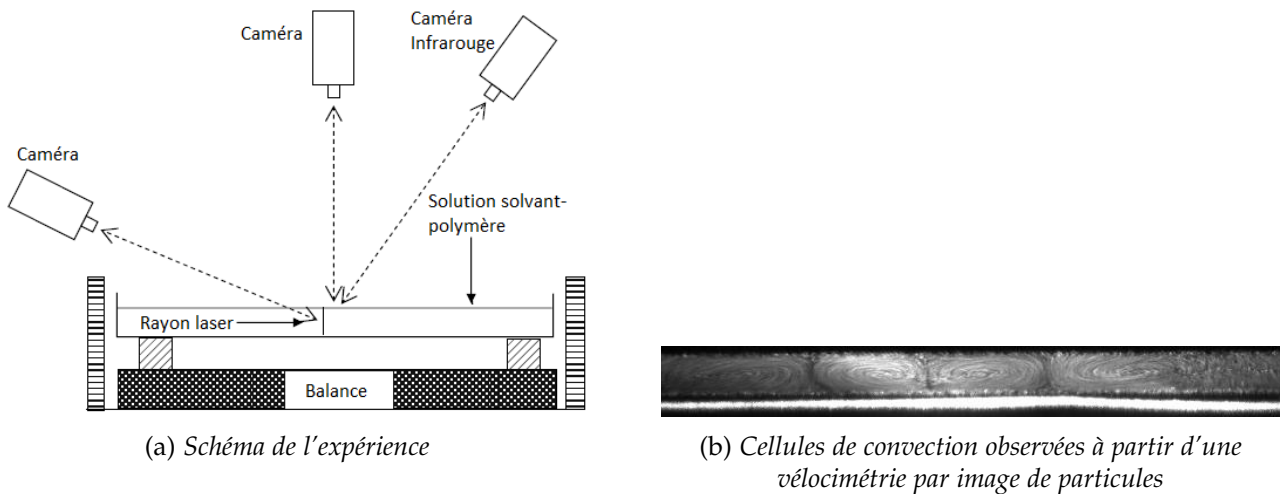 Caméra
Caméra
Infrarouge
Caméra
Solution solvant-
polymère
Rayon laser
Balance
(a) Schéma de l'expérience
(b) Cellules de convection observées à partir d'une
vélocimétrie par image de particules